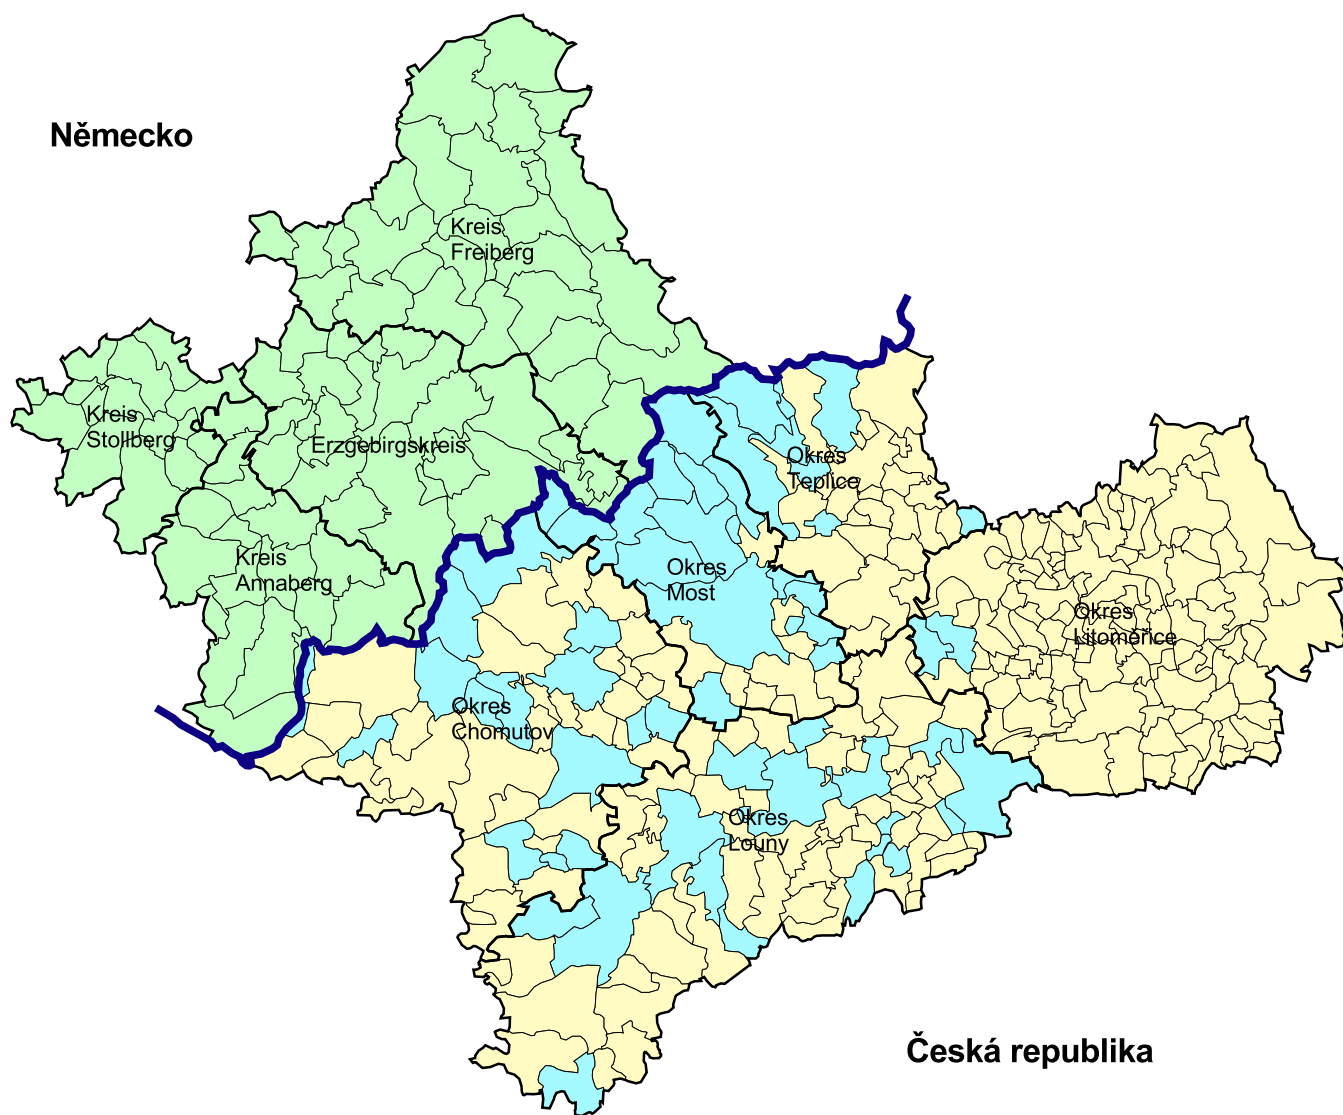 Německo
Kreis
Freiberg
Kreis
Stollberg
Erzgebirgskreis
Okres
Teplice
Kreis
Annaberg
Okres
Most
Okres
Litoměřice
Okres
Chomutov
Okres
Louny
Česká republika